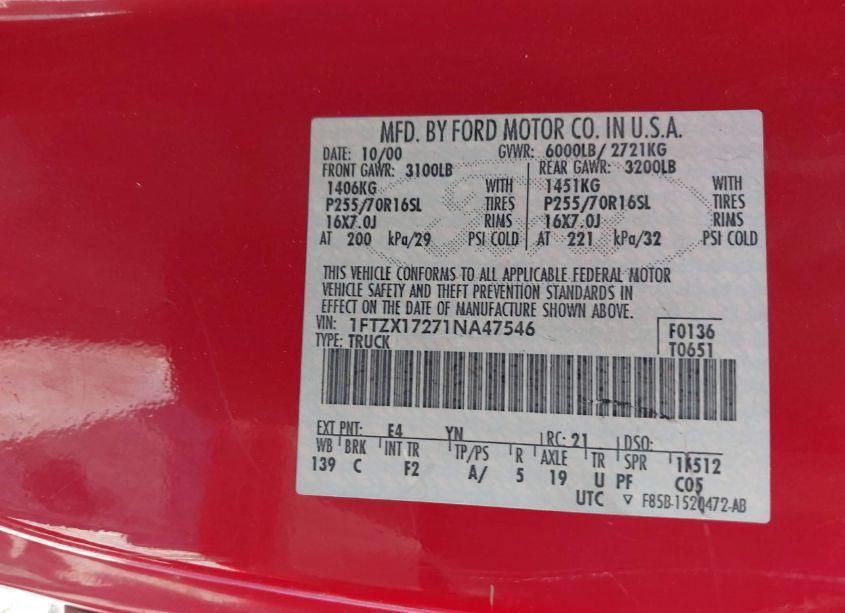 MFD. BY FORD MOTOR CO. IN U.S.A.
DATE: 10/00 GVWR: 6000LB/ 2721KG
FRONT GAWR: 3100LB REAR GAWR: 3200LB
1406KG WITH 1451KG WITH
P255/70R16SL TIRES P255/70R16SL TIRES
16X7.0J RIMS 16X7.0J RIMS
AT 200 kPa/29 PSI COLD AT 221 kPa/32 PSI COLD
THIS VEHICLE CONFORMS TO ALL APPLICABLE FEDERAL MOTOR
VEHICLE SAFETY AND THEFT PREVENTION STANDARDS IN
EFFECT ON THE DATE OF MANUFACTURE SHOWN ABOVE.
VIN: 1FTZX17271NA47546 F0136
TYPE: TRUCK T0651
EXT PNT: E4 YN RC: 21 DSO:
WB BRK INT TR TP/PS R AXLE TR SPR 1K512
139 C F2 A/ 5 19 U PF C05
UTC ▽ F85B-1520472-AB